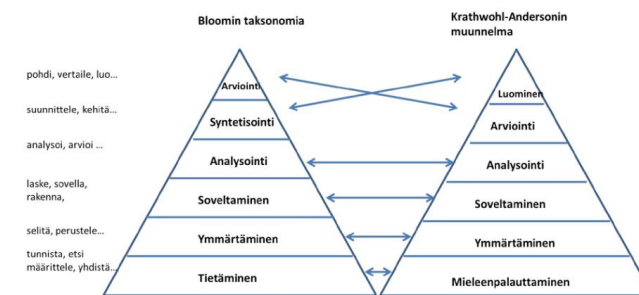 Bloomin taksonomia
Krathwohl-Andersonin
muunnelma
pohdi, vertaile, luo...
suunnittele, kehitä...
analysoi, arvioi ...
laske, sovella,
rakenna,
selitä, perustele...
tunnista, etsi
määrittele, yhdistä...
Arviointi
Syntetisointi
Analysointi
Soveltaminen
Ymmärtäminen
Tietäminen
Luominen
Arviointi
Analysointi
Soveltaminen
Ymmärtäminen
Mieleenpalauttaminen